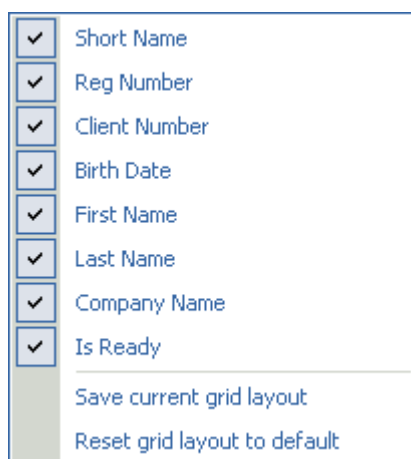 Short Name
Reg Number
Client Number
Birth Date
First Name
Last Name
Company Name
Is Ready
Save current grid layout
Reset grid layout to default